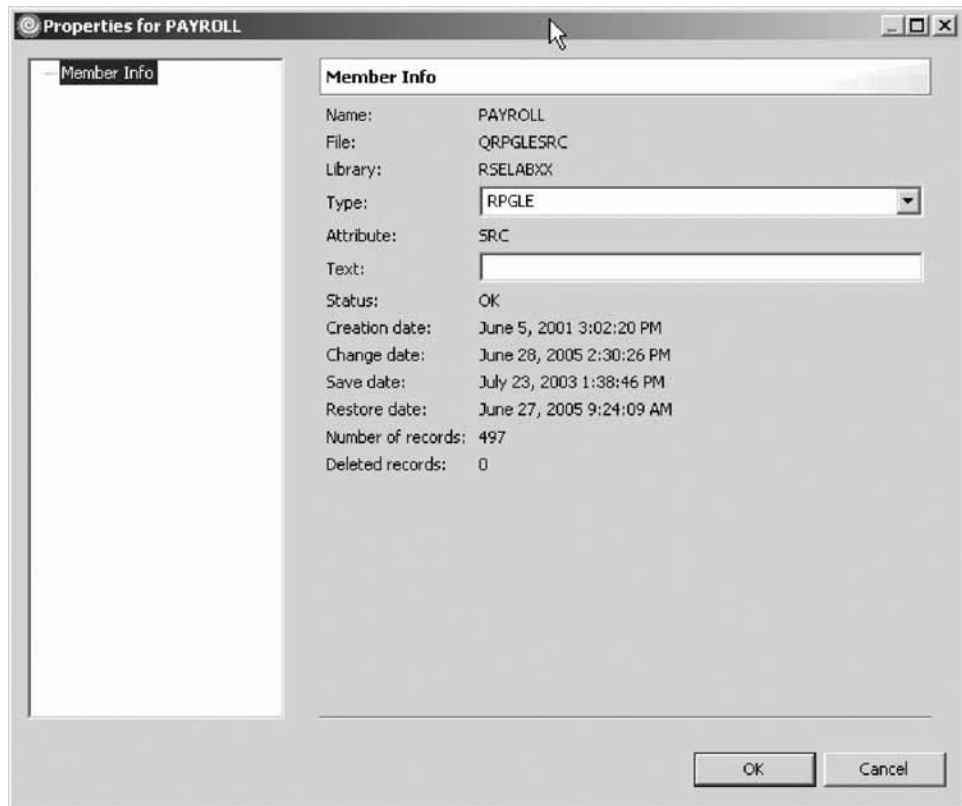 Properties for PAYROLL
Member Info
Member Info
Name: PAYROLL
File: QRPGLESRC
Library: RSELABXX
Type: RPGLE
Attribute: SRC
Text:
Status: OK
Creation date: June 5, 2001 3:02:20 PM
Change date: June 28, 2005 2:30:26 PM
Save date: July 23, 2003 1:38:46 PM
Restore date: June 27, 2005 9:24:09 AM
Number of records: 497
Deleted records: 0
OK Cancel